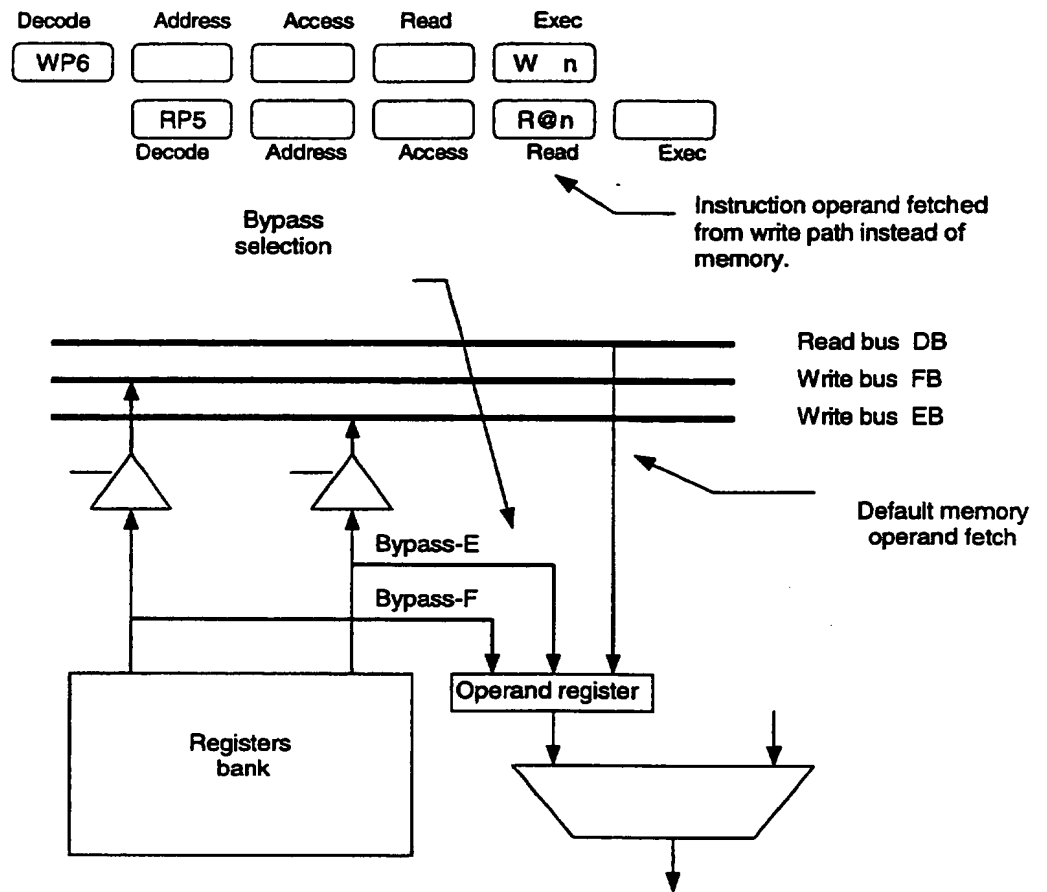 Decode Address Access Read Exec
WP6 W n
RP5 R@n
Decode Address Access Read Exec
Instruction operand fetched
from write path instead of
memory.
Bypass
selection
Read bus DB
Write bus FB
Write bus EB
Default memory
operand fetch
Bypass-E
Bypass-F
Operand register
Registers
bank